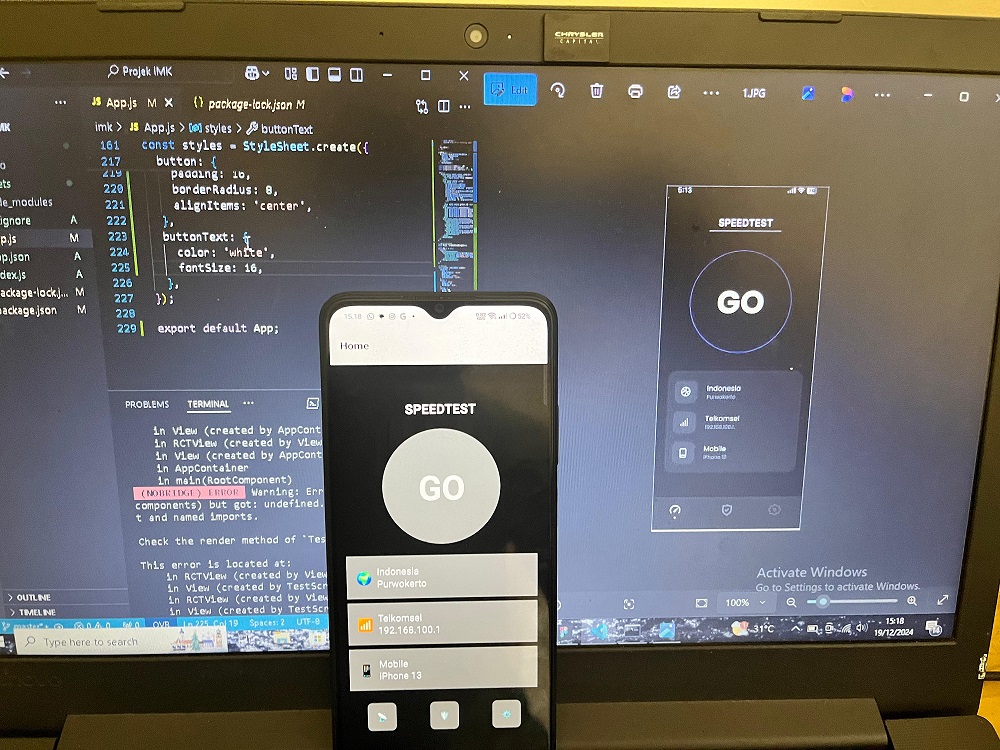 CHRYSLER
CAPITAL
Projek IMK
App.js M
package-lock.json M
imk > App.js > styles > buttonText
161 const styles = StyleSheet.create({
217 button: {
219 padding: 16,
220 borderRadius: 8,
221 alignItems: 'center',
222 },
223 buttonText: {
224 color: 'white',
225 fontSize: 16,
226 },
227 });
228
229 export default App;
MK
ets
de_modules
ignore A
p.js M
pp.json A
dex.js A
ackage-lock.j... M
package.json M
PROBLEMS TERMINAL
in View (created by AppCont
in RCTView (created by View
in View (created by AppCont
in AppContainer
in main(RootComponent)
(NOBRIDGE) ERROR Warning: Err
components) but got: undefined.
t and named imports.
Check the render method of `Tes
This error is located at:
in RCTView (created by View
in View (created by TestScr
in RCTView (created by View
in View (created by TestScr
OUTLINE
TIMELINE
master*+ 0 0 0 OVR Ln 225, Col 19 Spaces: 2 UTF-8
Type here to search
Edit
1.JPG
5:13
SPEEDTEST
GO
Indonesia
Purwokerto
Telkomsel
192.168.100.1
Mobile
iPhone 13
Activate Windows
Go to Settings to activate Windows.
100%
31°C
15:18
19/12/2024
15.18
G
52%
Home
SPEEDTEST
GO
Indonesia
Purwokerto
Telkomsel
192.168.100.1
Mobile
iPhone 13